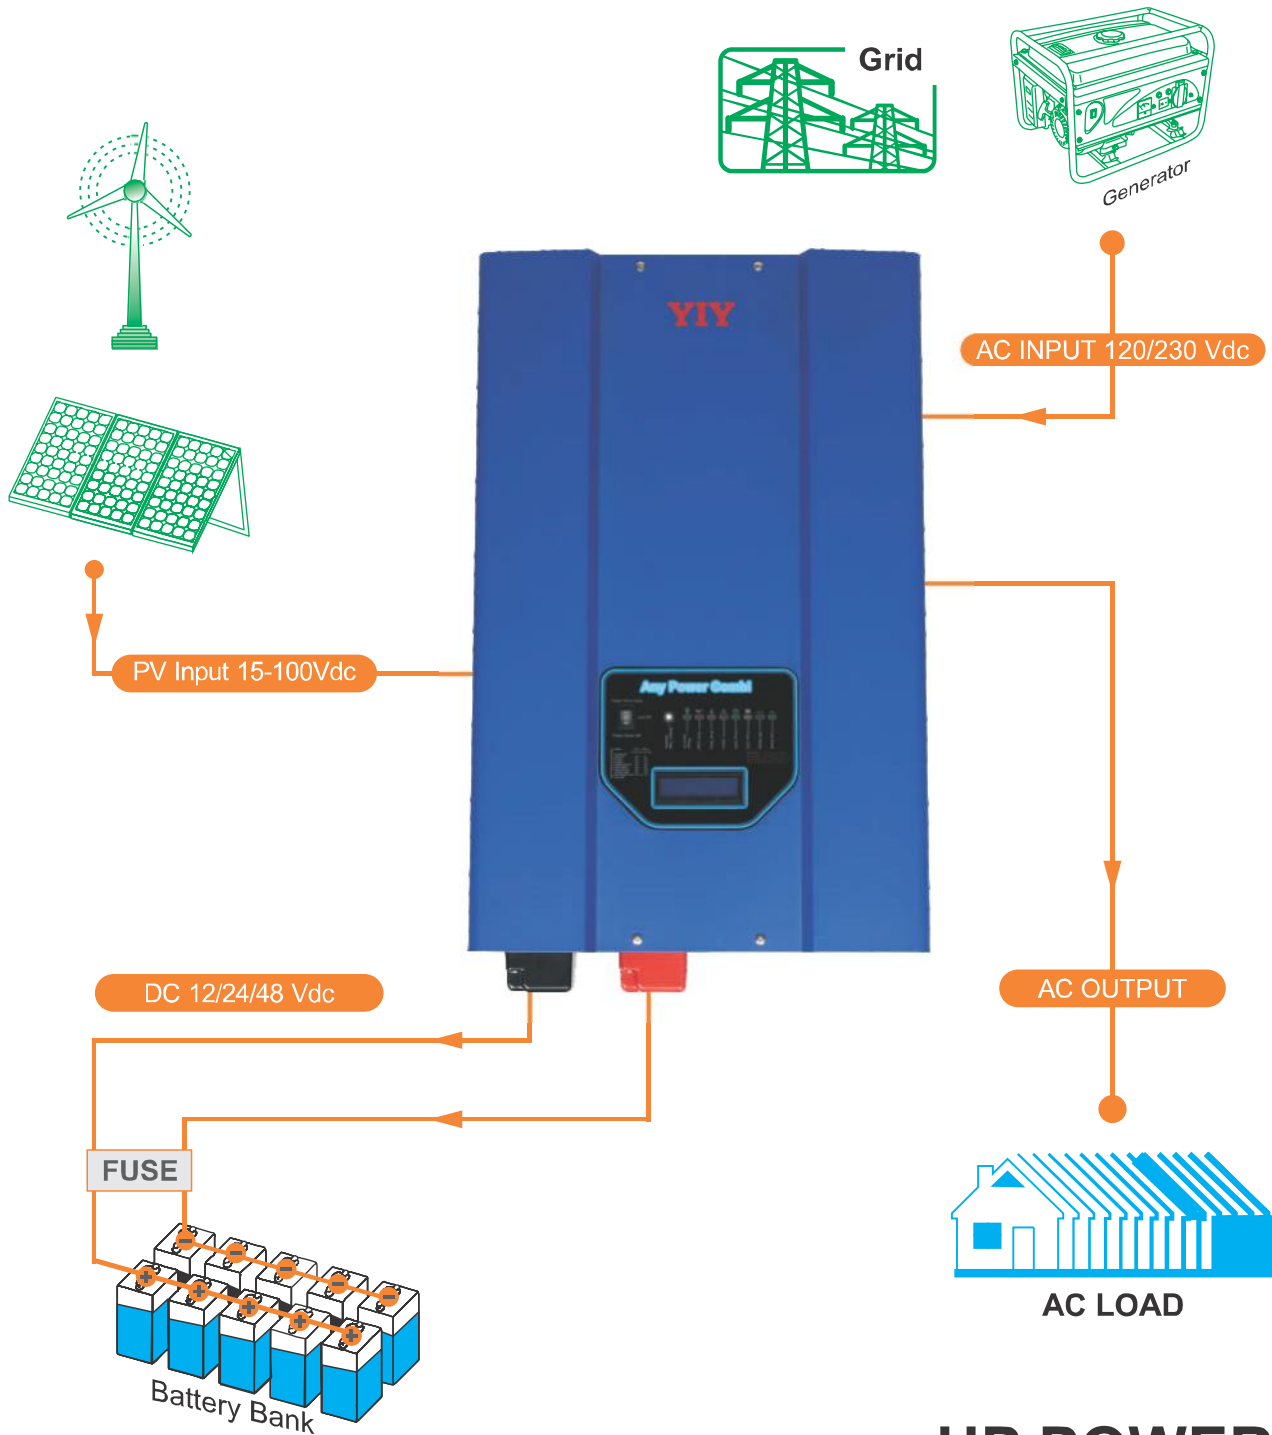 Grid
Generator
YIY
AC INPUT 120/230 Vdc
PV Input 15-100Vdc
Any Power Combi
DC 12/24/48 Vdc
AC OUTPUT
FUSE
AC LOAD
Battery Bank